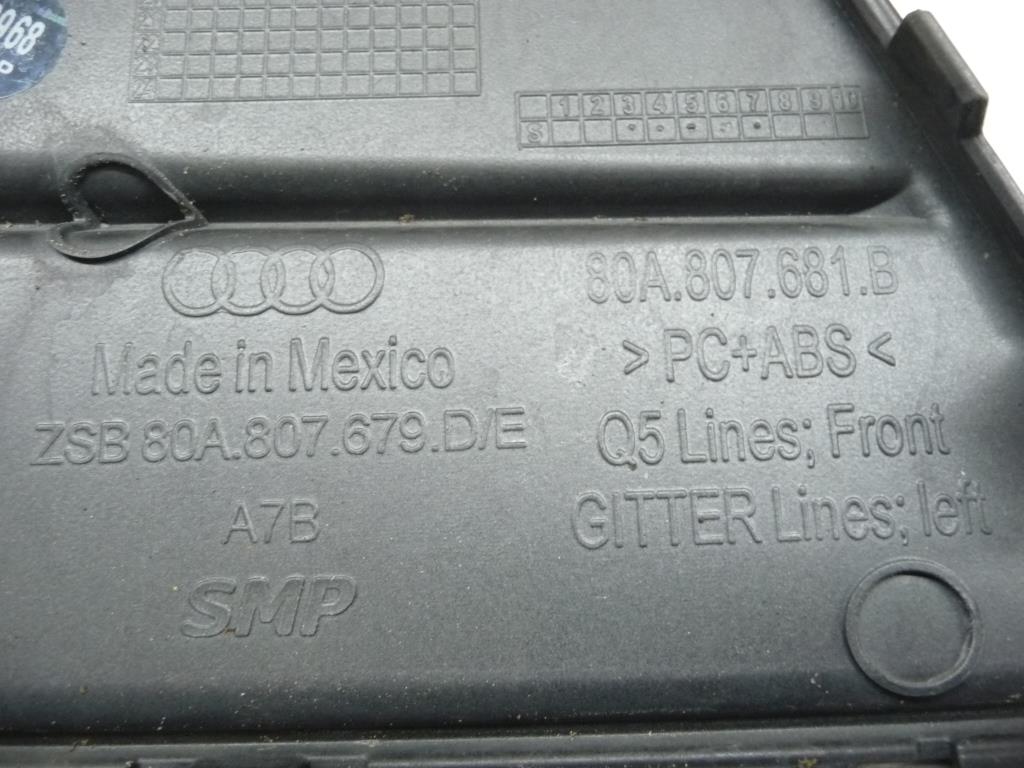 968
1 2 3 4 5 6 7 8 9 10
S
80A.807.681.B
Made in Mexico
> PC+ABS <
ZSB 80A.807.679.D/E
Q5 Lines; Front
A7B
GITTER Lines; left
SMP